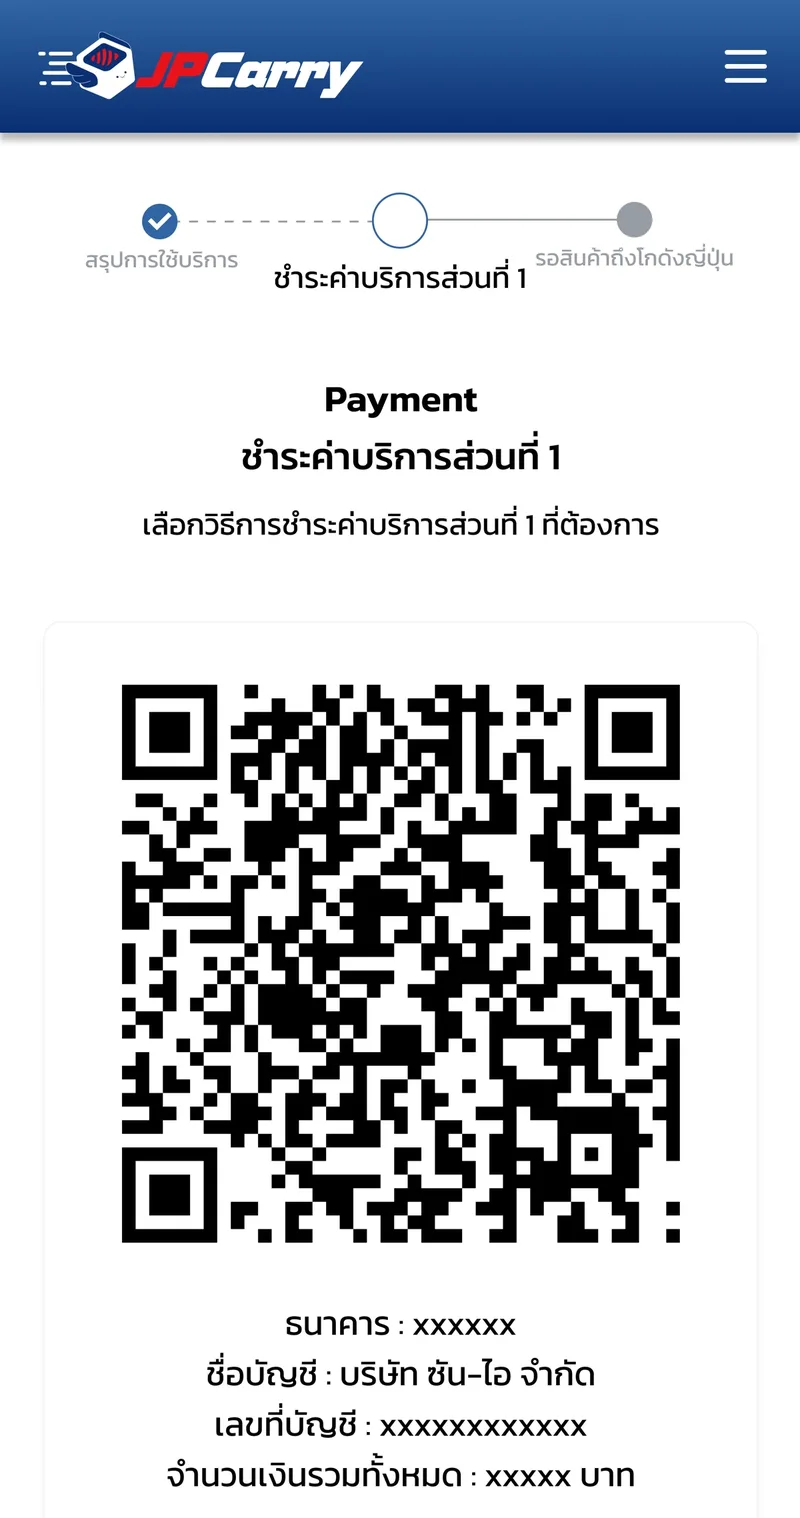 JPCarry
สรุปการใช้บริการ
ชำระค่าบริการส่วนที่ 1
รอสินค้าถึงโกดังญี่ปุ่น
Payment
ชำระค่าบริการส่วนที่ 1
เลือกวิธีการชำระค่าบริการส่วนที่ 1 ที่ต้องการ
ธนาคาร : xxxxxx
ชื่อบัญชี : บริษัท ซัน-ไอ จำกัด
เลขที่บัญชี : xxxxxxxxxxxx
จำนวนเงินรวมทั้งหมด : xxxxx บาท